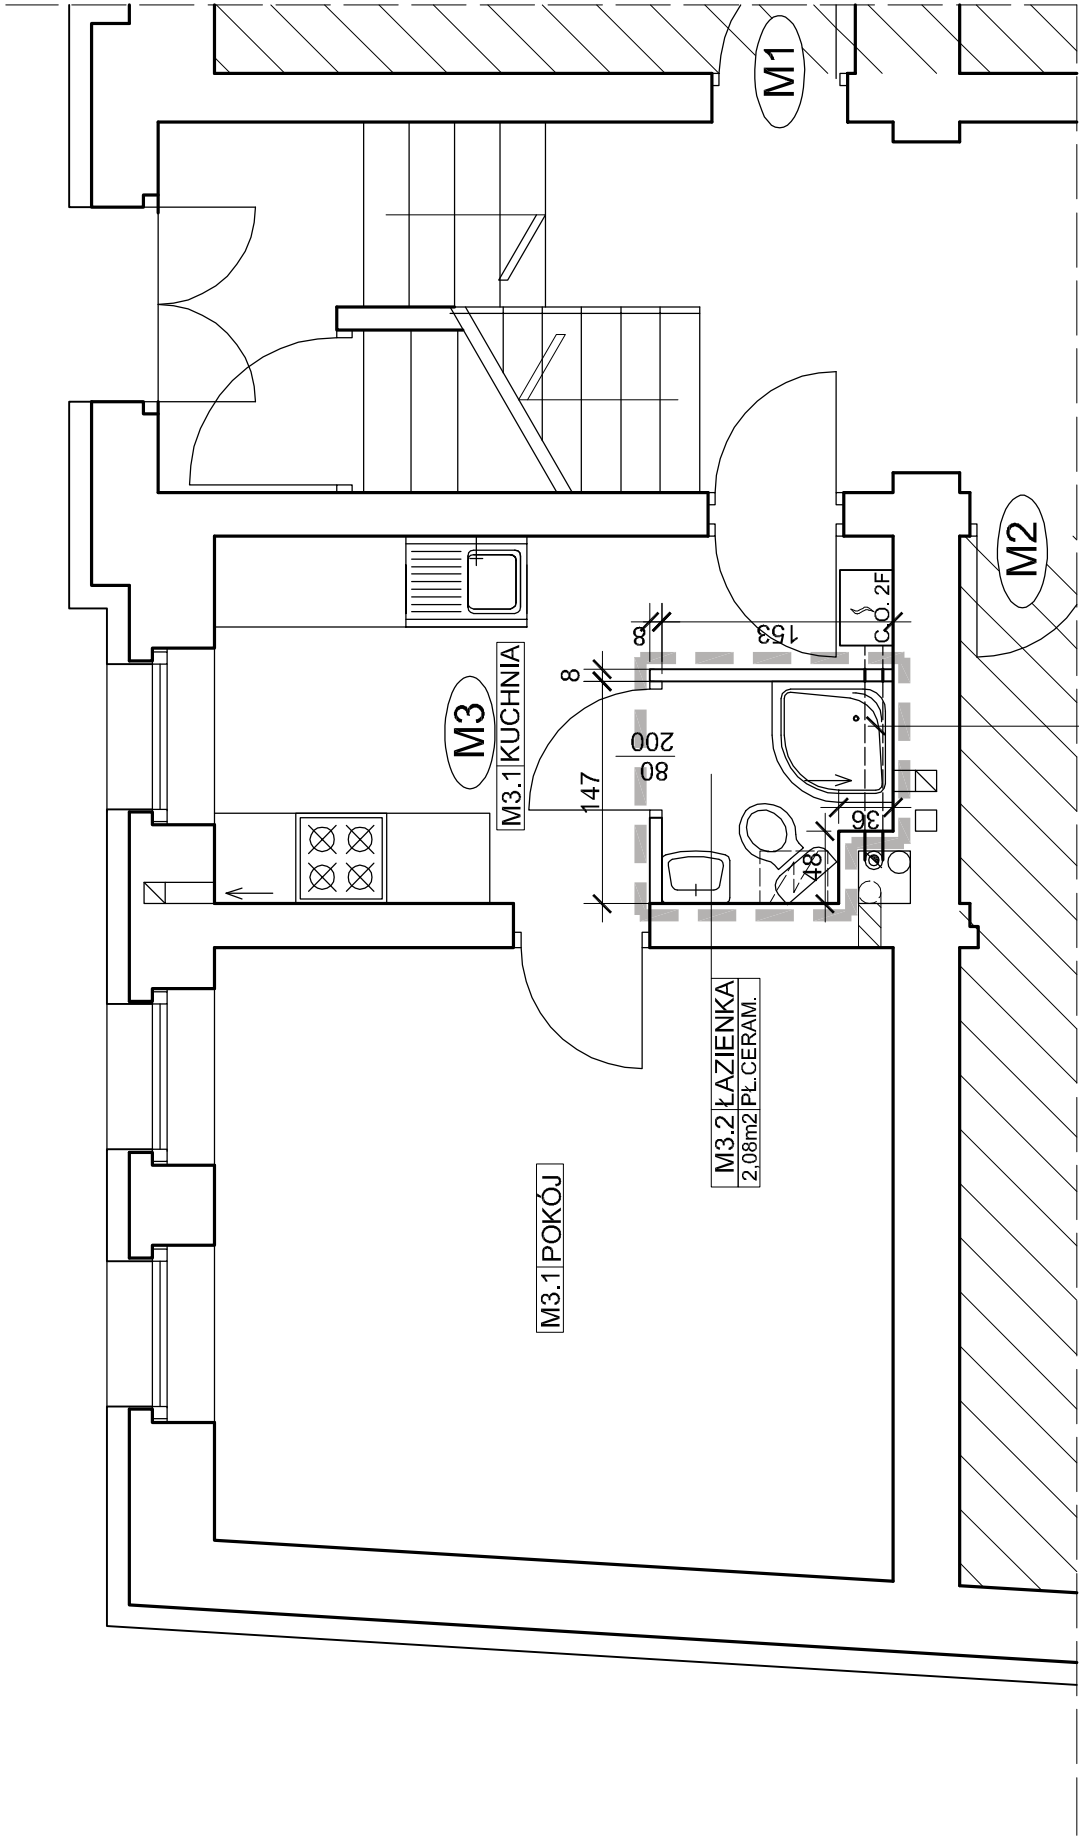 M1
M2
C.O. 2F
8
153
8
M3
M3.1 KUCHNIA
80
200
147
36
48
M3.2 ŁAZIENKA
2,08m2 PŁ.CERAM.
M3.1 POKÓJ